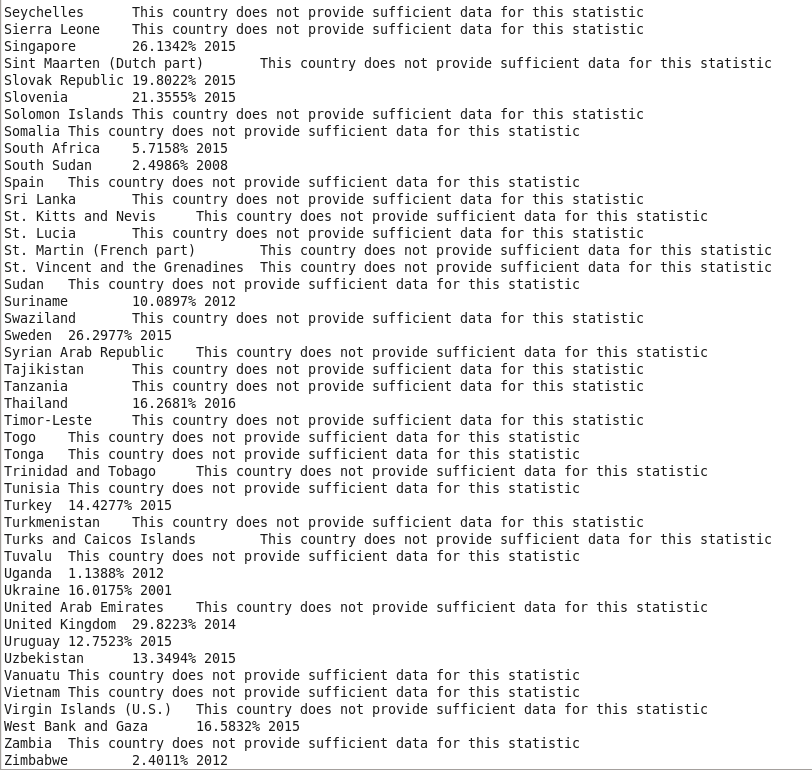 Seychelles	This country does not provide sufficient data for this statistic
Sierra Leone	This country does not provide sufficient data for this statistic
Singapore	26.1342% 2015
Sint Maarten (Dutch part)	This country does not provide sufficient data for this statistic
Slovak Republic	19.8022% 2015
Slovenia	21.3555% 2015
Solomon Islands	This country does not provide sufficient data for this statistic
Somalia	This country does not provide sufficient data for this statistic
South Africa	5.7158% 2015
South Sudan	2.4986% 2008
Spain	This country does not provide sufficient data for this statistic
Sri Lanka	This country does not provide sufficient data for this statistic
St. Kitts and Nevis	This country does not provide sufficient data for this statistic
St. Lucia	This country does not provide sufficient data for this statistic
St. Martin (French part)	This country does not provide sufficient data for this statistic
St. Vincent and the Grenadines	This country does not provide sufficient data for this statistic
Sudan	This country does not provide sufficient data for this statistic
Suriname	10.0897% 2012
Swaziland	This country does not provide sufficient data for this statistic
Sweden	26.2977% 2015
Syrian Arab Republic	This country does not provide sufficient data for this statistic
Tajikistan	This country does not provide sufficient data for this statistic
Tanzania	This country does not provide sufficient data for this statistic
Thailand	16.2681% 2016
Timor-Leste	This country does not provide sufficient data for this statistic
Togo	This country does not provide sufficient data for this statistic
Tonga	This country does not provide sufficient data for this statistic
Trinidad and Tobago	This country does not provide sufficient data for this statistic
Tunisia	This country does not provide sufficient data for this statistic
Turkey	14.4277% 2015
Turkmenistan	This country does not provide sufficient data for this statistic
Turks and Caicos Islands	This country does not provide sufficient data for this statistic
Tuvalu	This country does not provide sufficient data for this statistic
Uganda	1.1388% 2012
Ukraine	16.0175% 2001
United Arab Emirates	This country does not provide sufficient data for this statistic
United Kingdom	29.8223% 2014
Uruguay	12.7523% 2015
Uzbekistan	13.3494% 2015
Vanuatu	This country does not provide sufficient data for this statistic
Vietnam	This country does not provide sufficient data for this statistic
Virgin Islands (U.S.)	This country does not provide sufficient data for this statistic
West Bank and Gaza	16.5832% 2015
Zambia	This country does not provide sufficient data for this statistic
Zimbabwe	2.4011% 2012